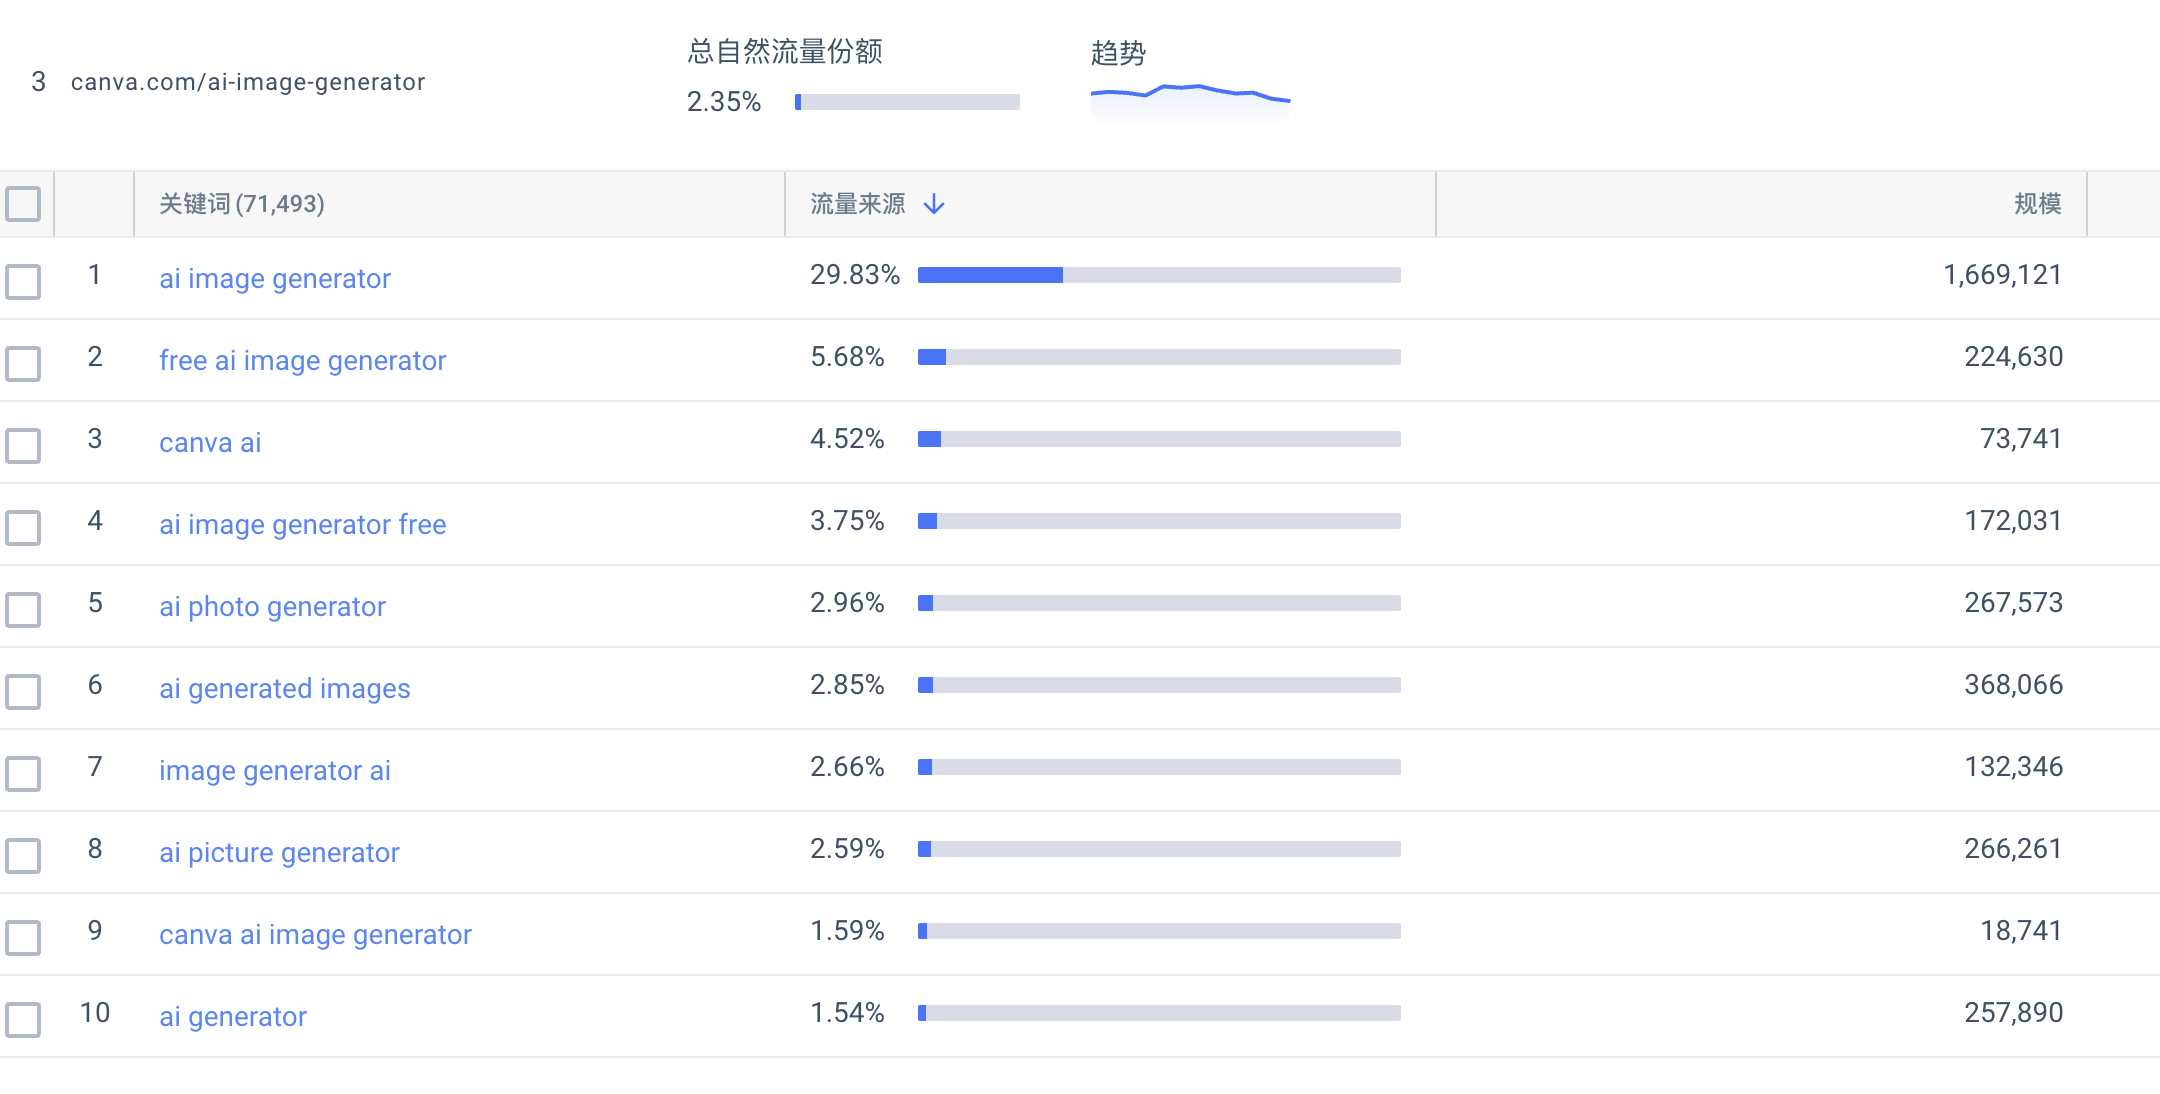 3 canva.com/ai-image-generator 总自然流量份额 趋势
2.35%
关键词 (71,493) 流量来源 规模
1 ai image generator 29.83% 1,669,121
2 free ai image generator 5.68% 224,630
3 canva ai 4.52% 73,741
4 ai image generator free 3.75% 172,031
5 ai photo generator 2.96% 267,573
6 ai generated images 2.85% 368,066
7 image generator ai 2.66% 132,346
8 ai picture generator 2.59% 266,261
9 canva ai image generator 1.59% 18,741
10 ai generator 1.54% 257,890